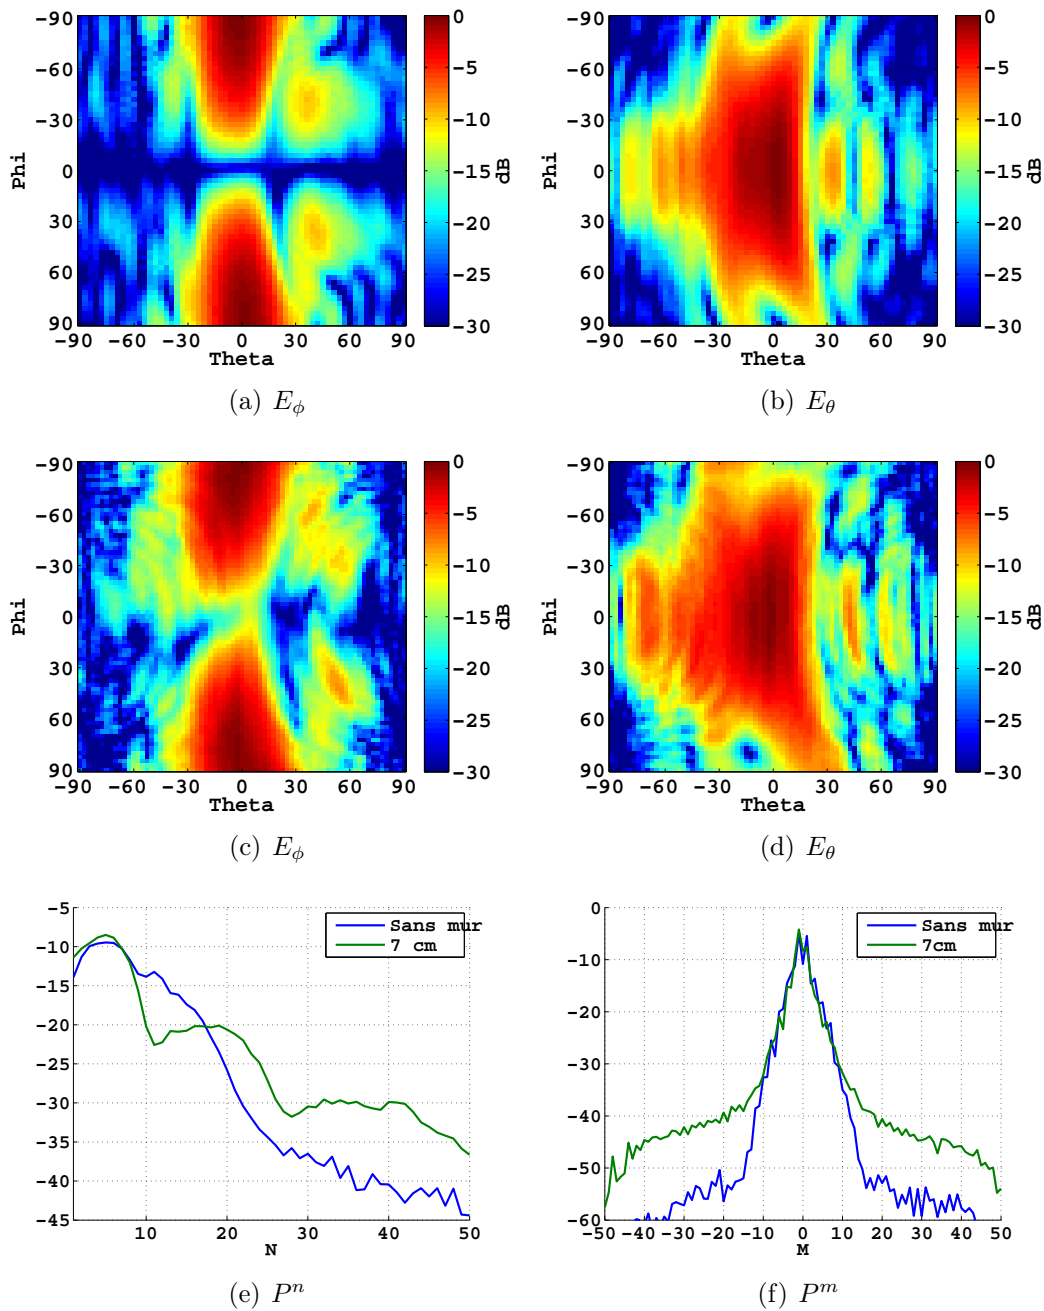 -90
-60
-30
0
30
60
90
Phi
-90 -60 -30 0 30 60 90
Theta
0
-5
-10
-15
-20
-25
-30
dB
(a) E_ϕ
-90
-60
-30
0
30
60
90
Phi
-90 -60 -30 0 30 60 90
Theta
0
-5
-10
-15
-20
-25
-30
dB
(b) E_θ
-90
-60
-30
0
30
60
90
Phi
-90 -60 -30 0 30 60 90
Theta
0
-5
-10
-15
-20
-25
-30
dB
(c) E_ϕ
-90
-60
-30
0
30
60
90
Phi
-90 -60 -30 0 30 60 90
Theta
0
-5
-10
-15
-20
-25
-30
dB
(d) E_θ
-5
-10
-15
-20
-25
-30
-35
-40
-45
10 20 30 40 50
N
Sans mur
7 cm
(e) P^n
0
-10
-20
-30
-40
-50
-60
-50 -40 -30 -20 -10 0 10 20 30 40 50
M
Sans mur
7cm
(f) P^m